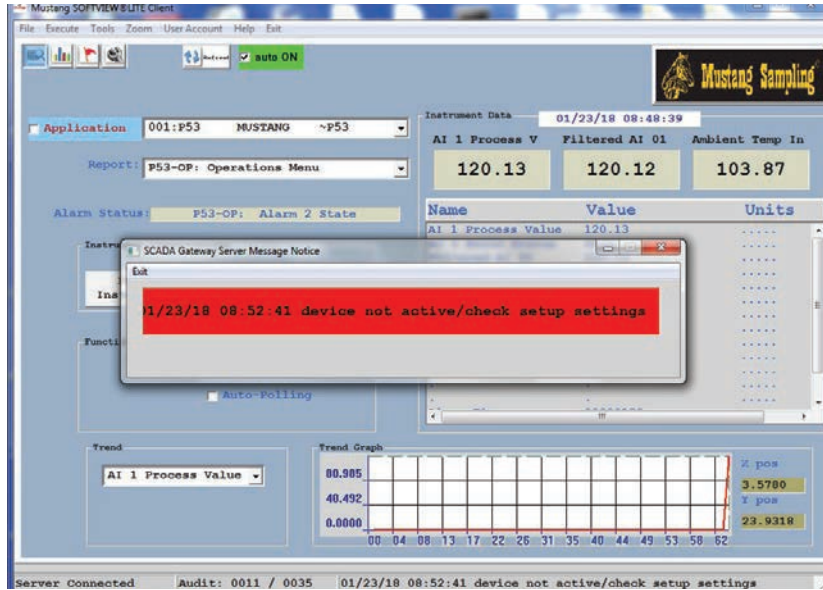 Mustang SOFTVIEW 8 LITE Client
File Execute Tools Zoom User Account Help Exit
Refresh auto ON
Mustang Sampling
Application 001:P53 MUSTANG ~P53
Report: P53-OP: Operations Menu
Alarm Status: P53-OP: Alarm 2 State
Instrument Data 01/23/18 08:48:39
AI 1 Process V Filtered AI 01 Ambient Temp In
120.13 120.12 103.87
Name Value Units
AI 1 Process Value 120.13 .....
SCADA Gateway Server Message Notice
Exit
1/23/18 08:52:41 device not active/check setup settings
Auto-Polling
Trend
AI 1 Process Value
Trend Graph
80.985
40.492
0.0000
00 04 08 13 17 22 26 31 35 40 44 49 53 58 62
X pos
3.5780
Y pos
23.9318
Server Connected Audit: 0011 / 0035 01/23/18 08:52:41 device not active/check setup settings